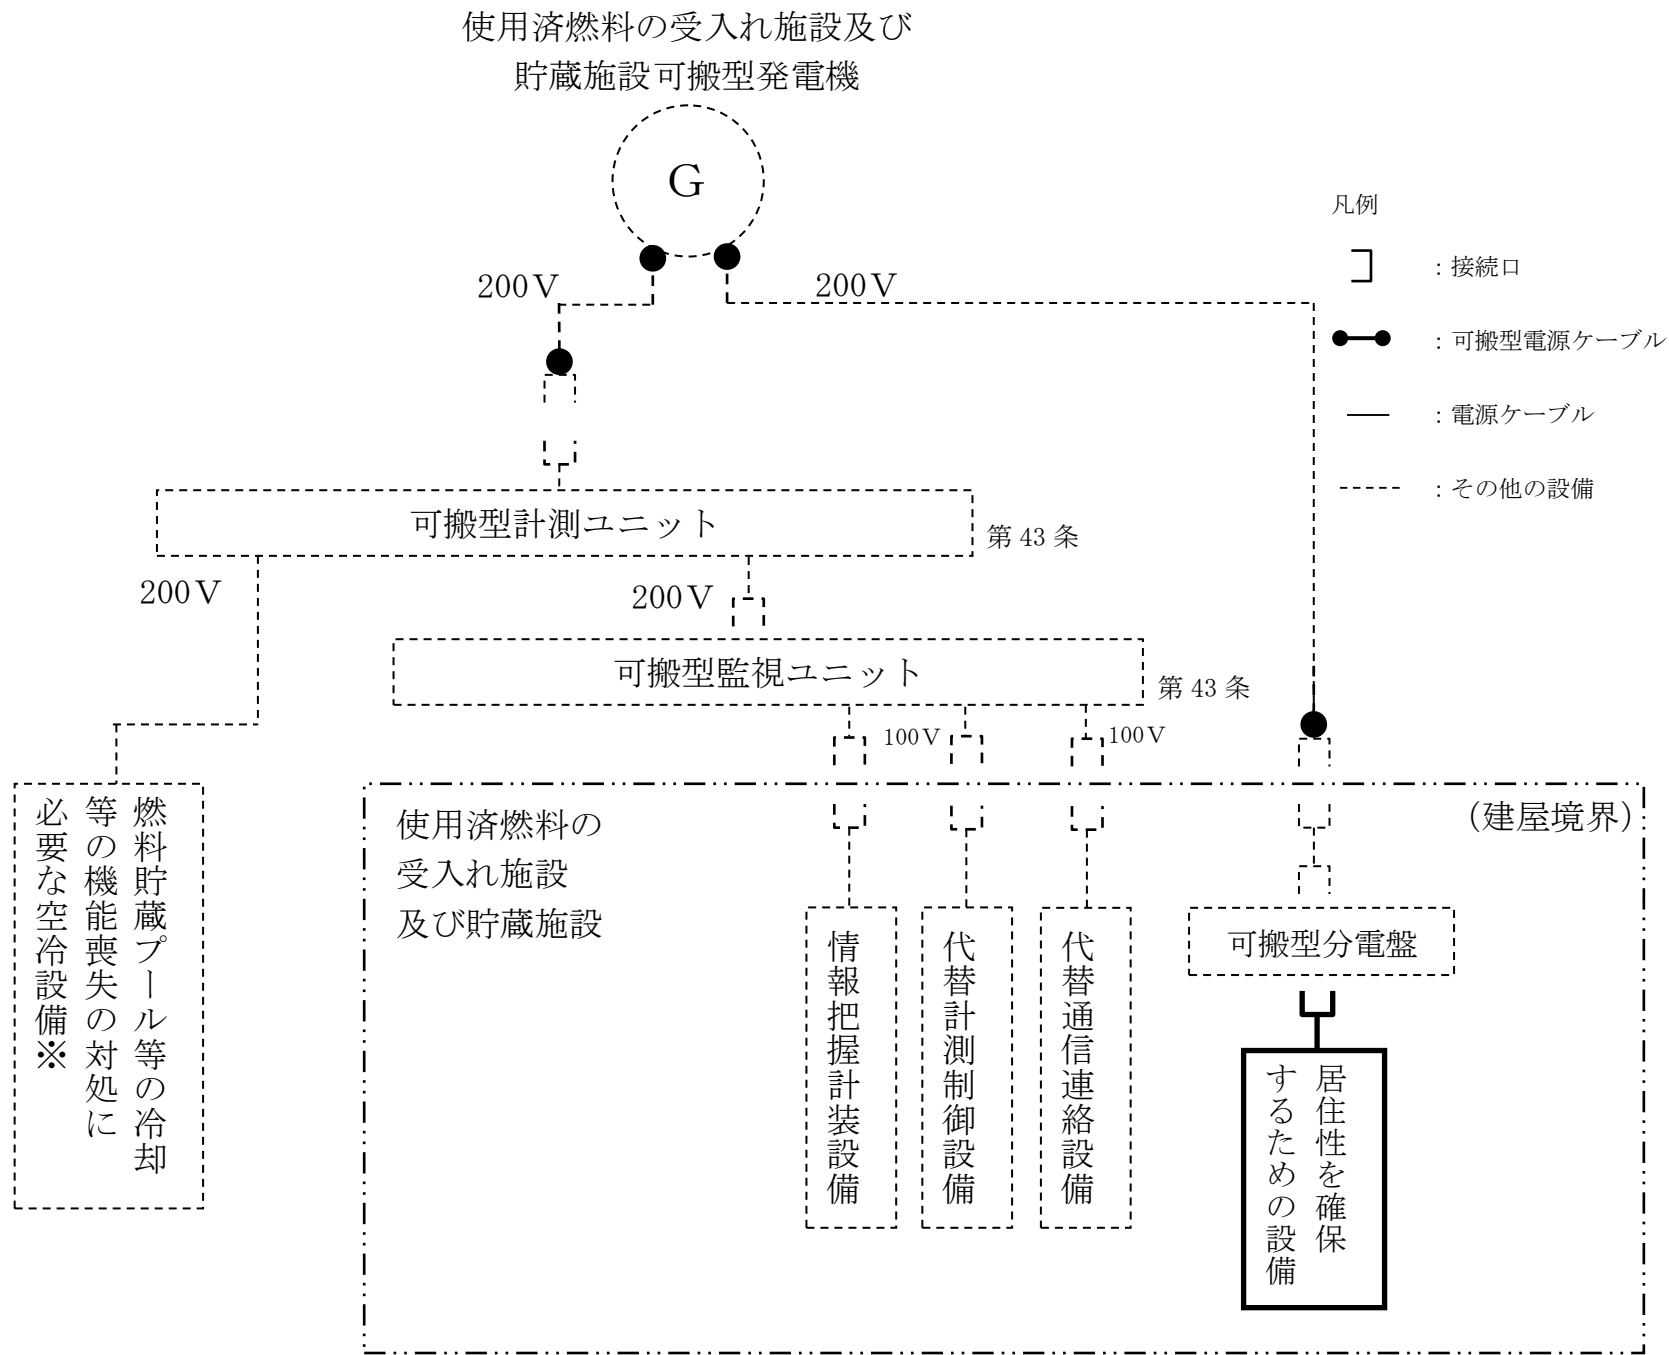 使用済燃料の受入れ施設及び
貯蔵施設可搬型発電機
G
200V
200V
凡例
：接続口
：可搬型電源ケーブル
：電源ケーブル
：その他の設備
可搬型計測ユニット
第 43 条
200V
200V
可搬型監視ユニット
第 43 条
100V
100V
燃料貯蔵プール等の冷却
等の機能喪失の対処に
必要な空冷設備※
使用済燃料の
受入れ施設
及び貯蔵施設
(建屋境界)
情報把握計装設備
代替計測制御設備
代替通信連絡設備
可搬型分電盤
居住性を確保
するための設備